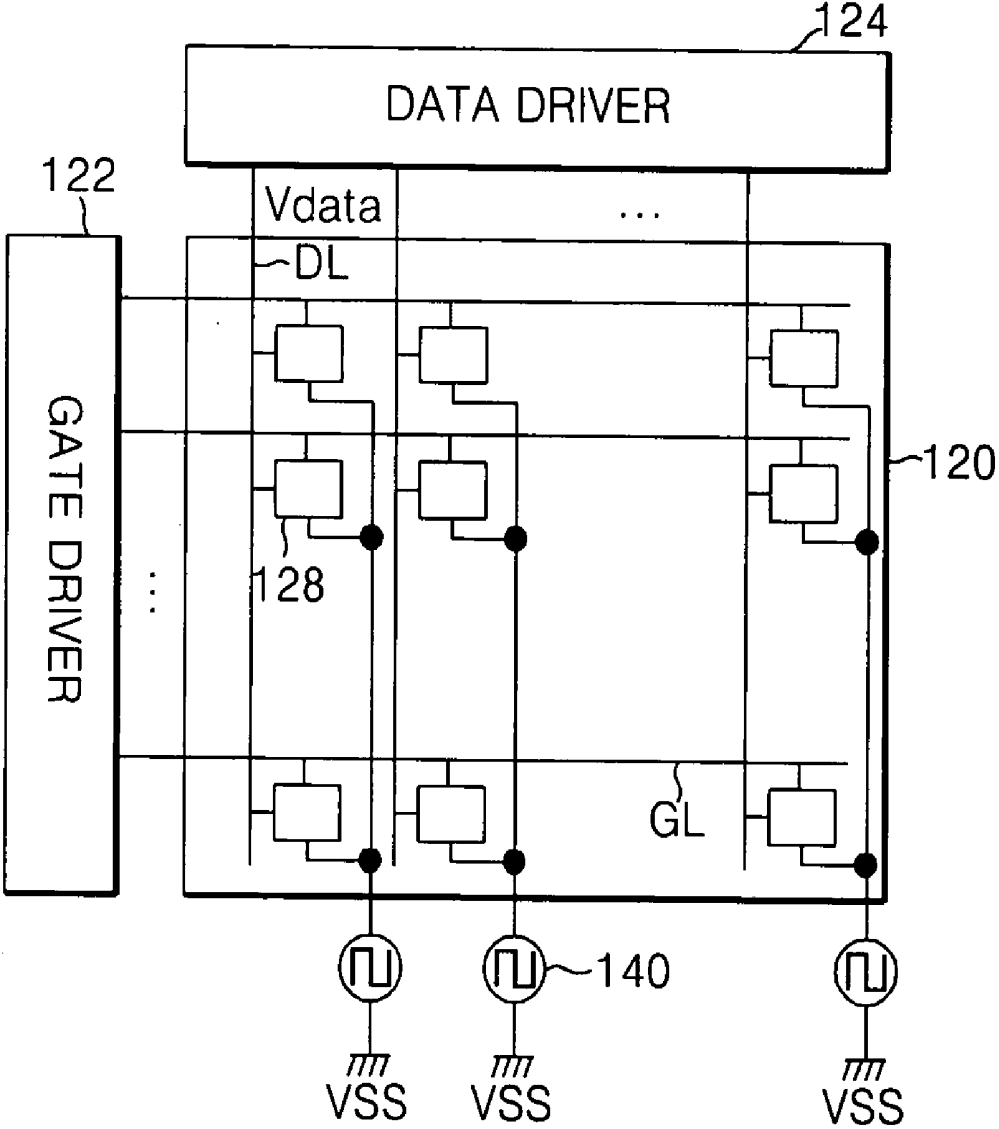 124
DATA DRIVER
122
Vdata
...
DL
GATE DRIVER
120
128
...
GL
140
VSS
VSS
VSS